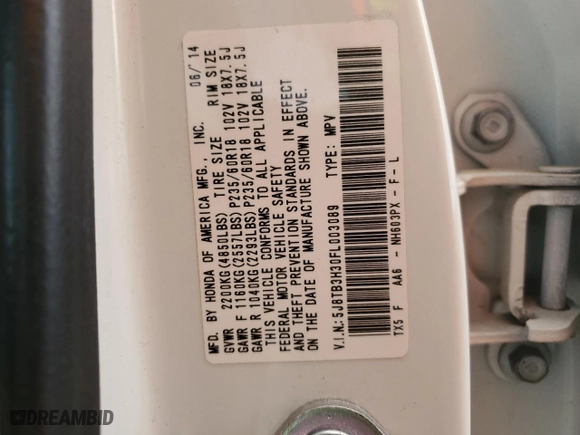 MFD. BY HONDA OF AMERICA MFG., INC. 06/14
TIRE SIZE RIM SIZE
GVWR 2200KG(4850LBS)
GAWR F 1160KG(2557LBS) P235/60R18 102V 18X7.5J
GAWR R 1040KG(2293LBS) P235/60R18 102V 18X7.5J
THIS VEHICLE CONFORMS TO ALL APPLICABLE
FEDERAL MOTOR VEHICLE SAFETY
AND THEFT PREVENTION STANDARDS IN EFFECT
ON THE DATE OF MANUFACTURE SHOWN ABOVE.
V.I.N:5J8TB3H30FL003089 TYPE: MPV
TX5 F AA6 - NH603PX - F - L
DREAMBID